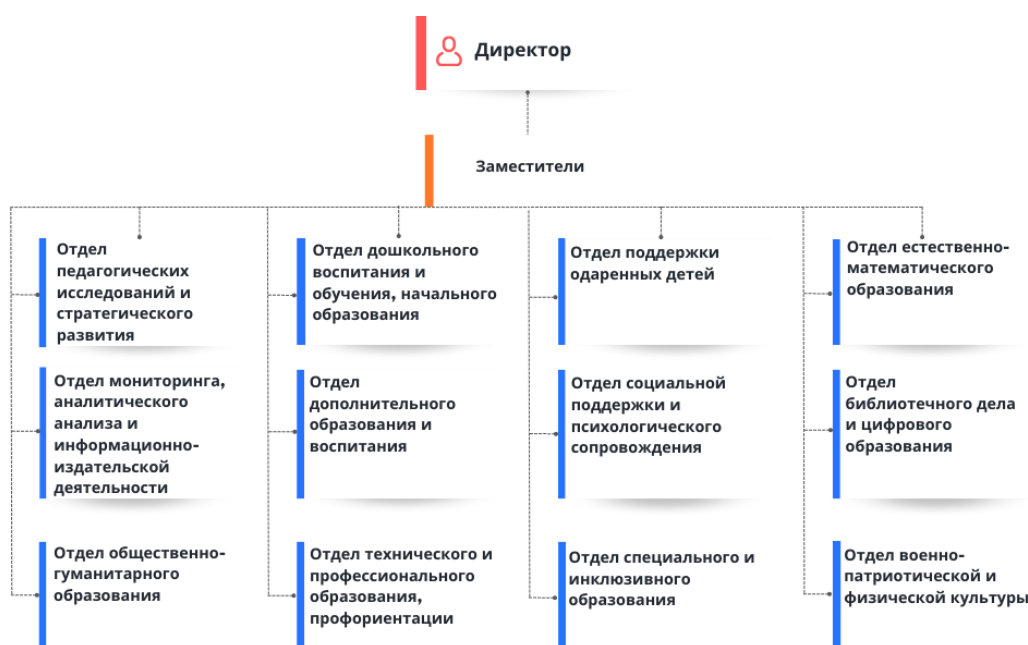 Директор
Заместители
Отдел
педагогических
исследований и
стратегического
развития
Отдел дошкольного
воспитания и
обучения, начального
образования
Отдел поддержки
одаренных детей
Отдел естественно-
математического
образования
Отдел мониторинга,
аналитического
анализа и
информационно-
издательской
деятельности
Отдел
дополнительного
образования и
воспитания
Отдел социальной
поддержки и
психологического
сопровождения
Отдел
библиотечного дела
и цифрового
образования
Отдел общественно-
гуманитарного
образования
Отдел технического и
профессионального
образования,
профориентации
Отдел специального и
инклюзивного
образования
Отдел военно-
патриотической и
физической культуры